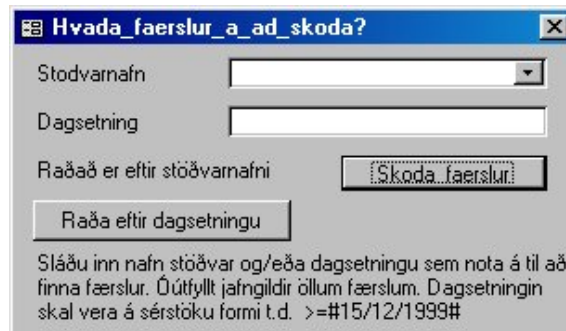 Hvada_faerslur_a_ad_skoda?
Stodvarnafn
Dagsetning
Raðað er eftir stöðvarnafni
Skoda_faerslur
Raða eftir dagsetningu
Sláðu inn nafn stöðvar og/eða dagsetningu sem nota á til að
finna færslur. Óútfyllt jafngildir öllum færslum. Dagsetningin
skal vera á sérstöku formi t.d. >=#15/12/1999#